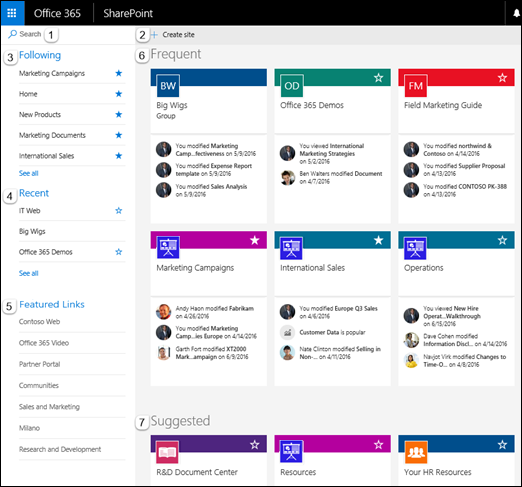 Office 365
SharePoint
1
Search
2
Create site
3
Following
Marketing Campaigns
Home
New Products
Marketing Documents
International Sales
See all
4
Recent
IT Web
Big Wigs
Office 365 Demos
See all
5
Featured Links
Contoso Web
Office 365 Video
Partner Portal
Communities
Sales and Marketing
Milano
Research and Development
6
Frequent
BW
Big Wigs
Group
You modified Marketing
Camp...fectiveness on 5/9/2016
You modified Expense Report
template on 5/9/2016
You modified Sales Analysis
on 5/9/2016
OD
Office 365 Demos
You viewed International
Marketing Strategies
on 5/2/2016
Ben Walters modified Document
on 4/7/2016
FM
Field Marketing Guide
You modified northwind &
Contoso on 4/14/2016
You modified Supplier Proposal
on 4/13/2016
You modified CONTOSO PK-388
on 4/13/2016
Marketing Campaigns
Andy Haon modified Fabrikam
on 4/26/2016
You modified Marketing
Camp...ies Europe on 4/14/2016
Garth Fort modified XT2000
Mark...ampaign on 6/9/2016
International Sales
You modified Europe Q3 Sales
on 4/6/2016
Customer Data is popular
Nate Clinton modified Selling in
Non-... on 4/11/2016
Operations
You viewed New Hire
Operat...Walkthrough
on 6/15/2016
Dave Cohen modified
Information Discl... on 4/14/2016
Navjot Virk modified Changes to
Time-O... on 4/8/2016
7
Suggested
R&D Document Center
Resources
Your HR Resources